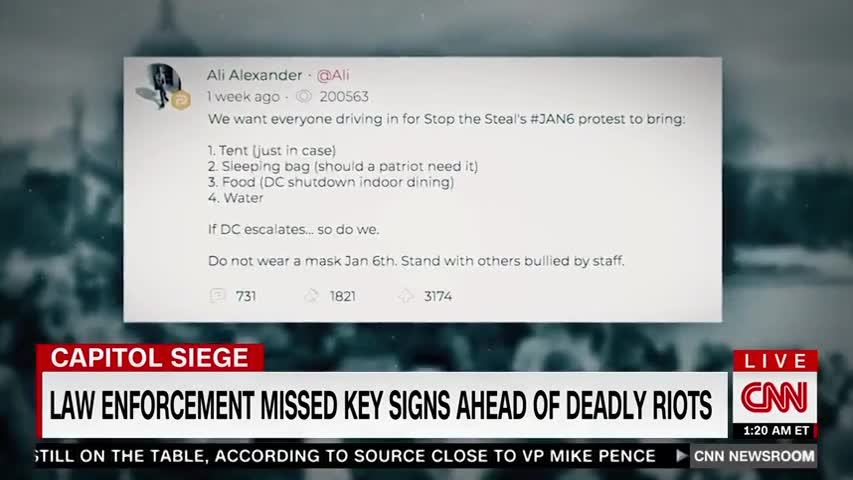 Ali Alexander · @Ali
1 week ago · 200563
We want everyone driving in for Stop the Steal's #JAN6 protest to bring:
1. Tent (just in case)
2. Sleeping bag (should a patriot need it)
3. Food (DC shutdown indoor dining)
4. Water
If DC escalates... so do we.
Do not wear a mask Jan 6th. Stand with others bullied by staff.
731 1821 3174
CAPITOL SIEGE
LAW ENFORCEMENT MISSED KEY SIGNS AHEAD OF DEADLY RIOTS
LIVE
CNN
1:20 AM ET
STILL ON THE TABLE, ACCORDING TO SOURCE CLOSE TO VP MIKE PENCE
CNN NEWSROOM